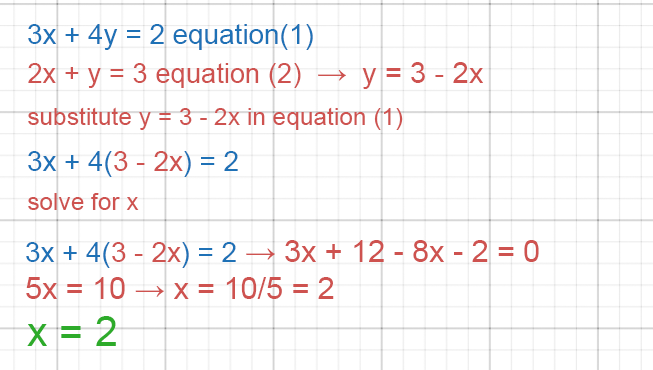 3x + 4y = 2 equation(1)
2x + y = 3 equation (2) → y = 3 - 2x
substitute y = 3 - 2x in equation (1)
3x + 4(3 - 2x) = 2
solve for x
3x + 4(3 - 2x) = 2 → 3x + 12 - 8x - 2 = 0
5x = 10 → x = 10/5 = 2
x = 2